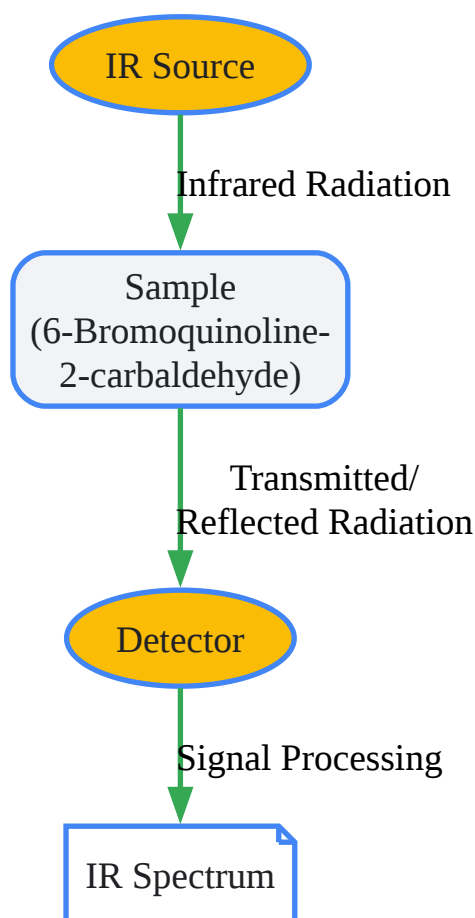 IR Source
Infrared Radiation
Sample
(6-Bromoquinoline-
2-carbaldehyde)
Transmitted/
Reflected Radiation
Detector
Signal Processing
IR Spectrum